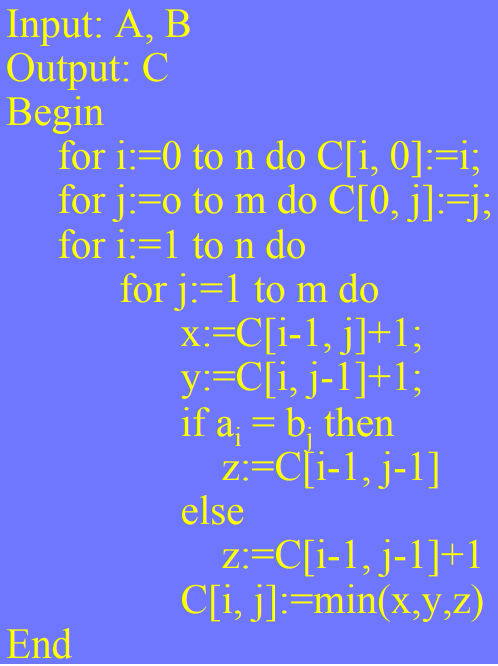 Input: A, B
Output: C
Begin
for i:=0 to n do C[i, 0]:=i;
for j:=o to m do C[0, j]:=j;
for i:=1 to n do
for j:=1 to m do
x:=C[i-1, j]+1;
y:=C[i, j-1]+1;
if aᵢ = bⱼ then
z:=C[i-1, j-1]
else
z:=C[i-1, j-1]+1
C[i, j]:=min(x,y,z)
End